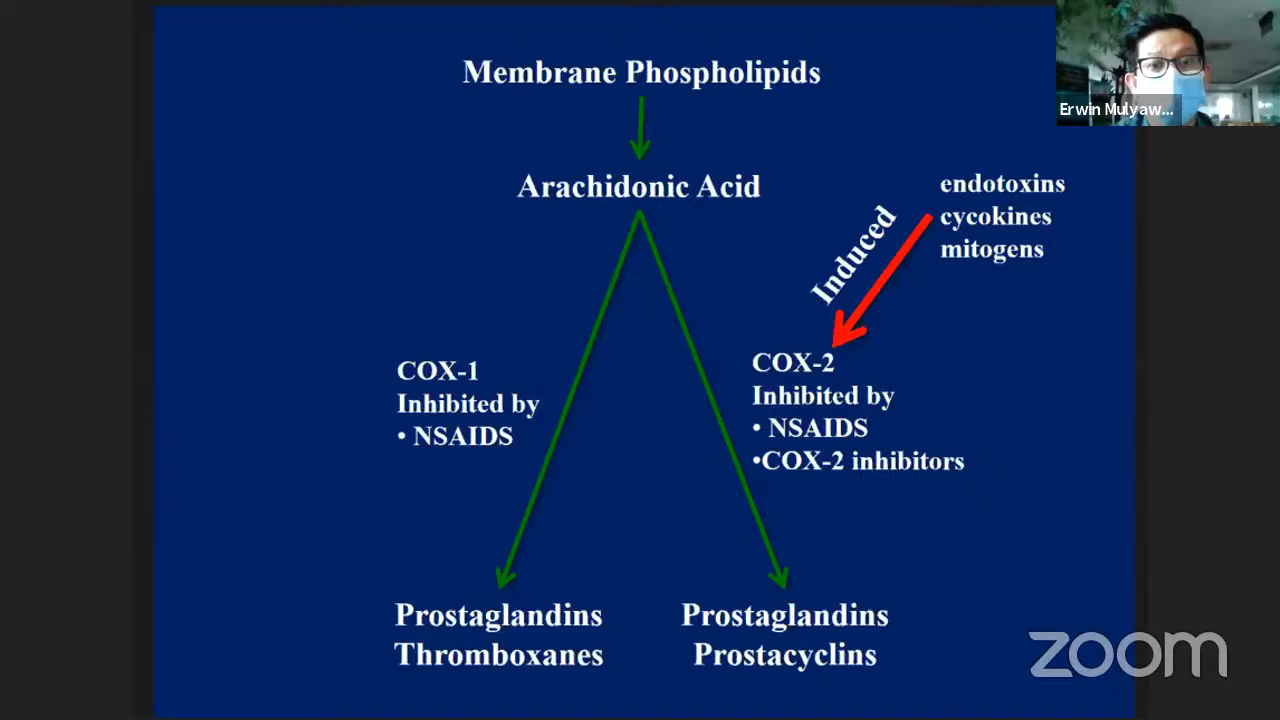 Membrane Phospholipids
Erwin Mulyaw...
Arachidonic Acid
endotoxins
cycokines
mitogens
Induced
COX-1
Inhibited by
• NSAIDS
COX-2
Inhibited by
• NSAIDS
•COX-2 inhibitors
Prostaglandins
Thromboxanes
Prostaglandins
Prostacyclins
zoom